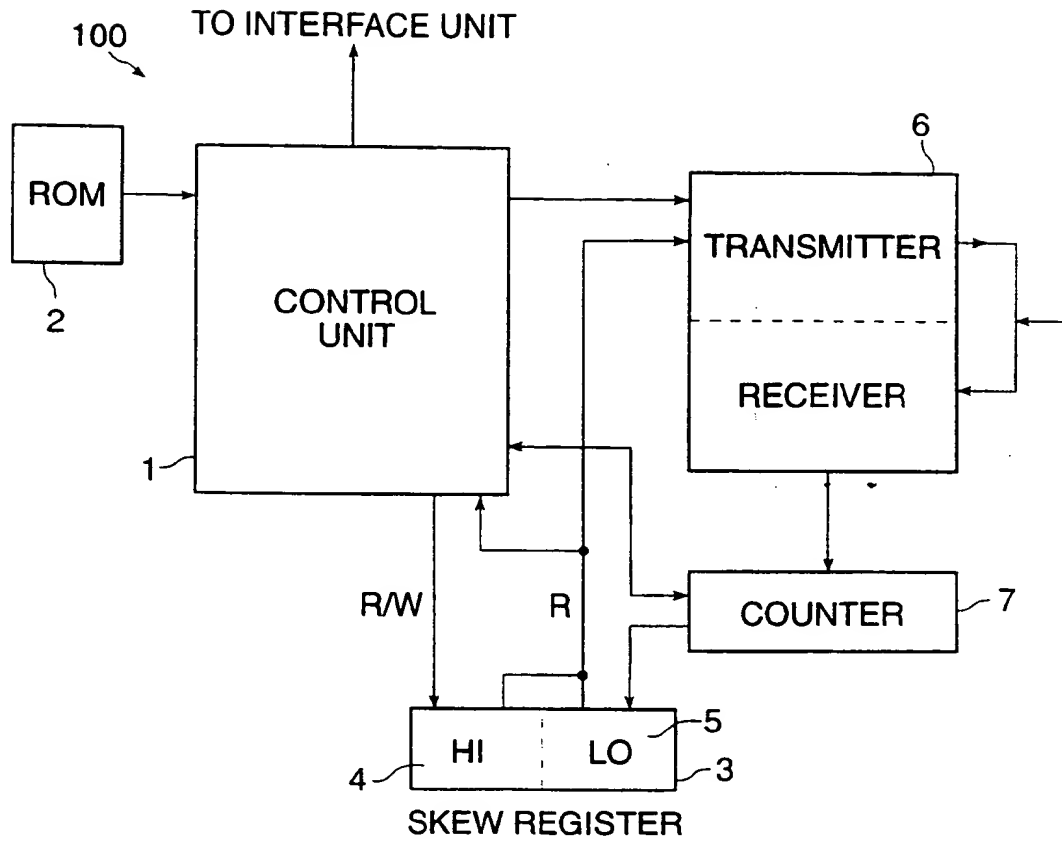 TO INTERFACE UNIT
100
6
ROM
TRANSMITTER
2
CONTROL
UNIT
RECEIVER
1
R/W
R
COUNTER
7
5
HI
LO
4
3
SKEW REGISTER